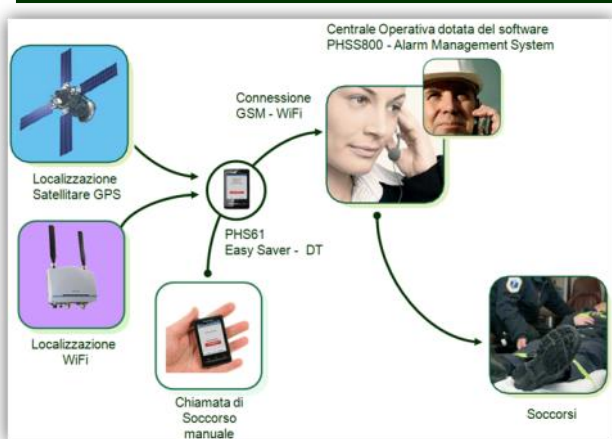 Centrale Operativa dotata del software
PHSS800 - Alarm Management System
Connessione
GSM - WiFi
Localizzazione
Satellitare GPS
PHS61
Easy Saver - DT
Localizzazione
WiFi
Chiamata di
Soccorso
manuale
Soccorsi